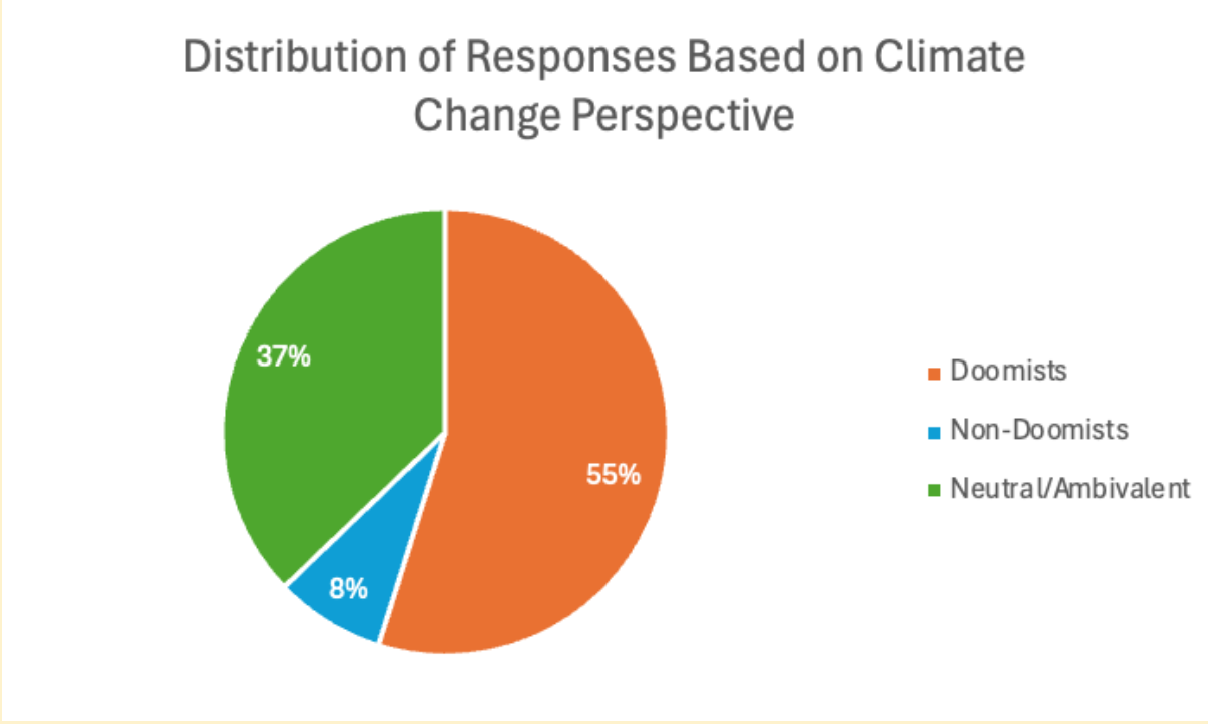 Distribution of Responses Based on Climate
Change Perspective
37%
55%
8%
Doomists
Non-Doomists
Neutral/Ambivalent